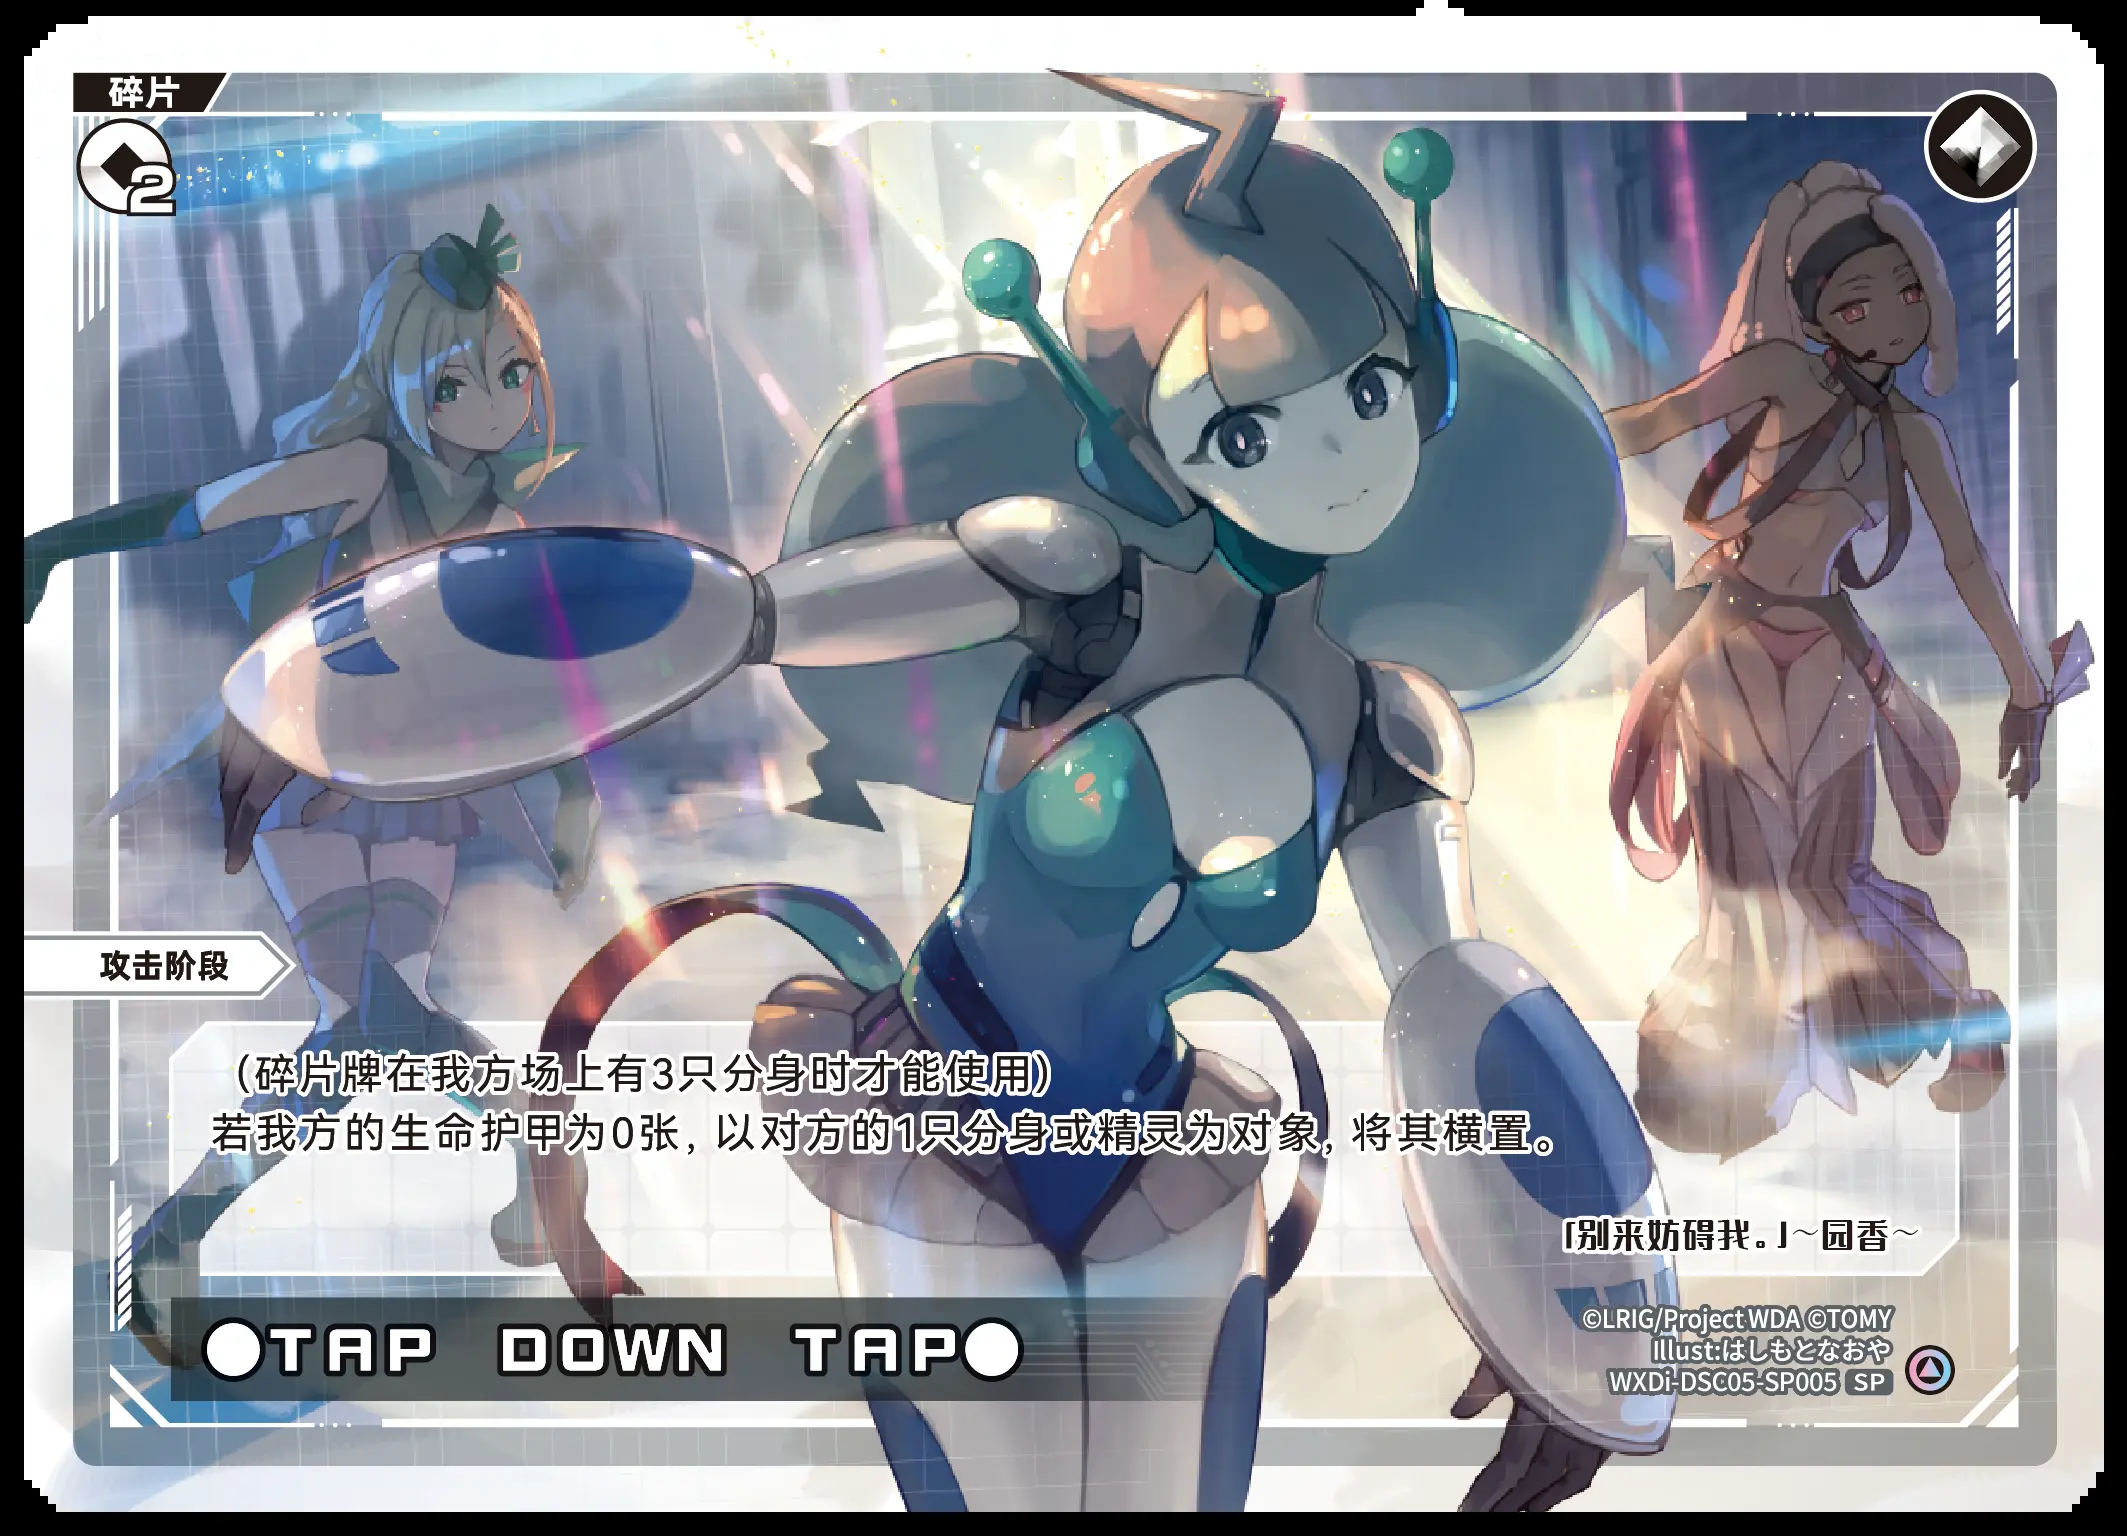 碎片
2
攻击阶段
（碎片牌在我方场上有3只分身时才能使用）
若我方的生命护甲为0张，以对方的1只分身或精灵为对象，将其横置。
「别来妨碍我。」～园香～
●TAP DOWN TAP●
©LRIG/Project WDA ©TOMY
Illust:はしもとなおや
WXDi-DSC05-SP005 SP